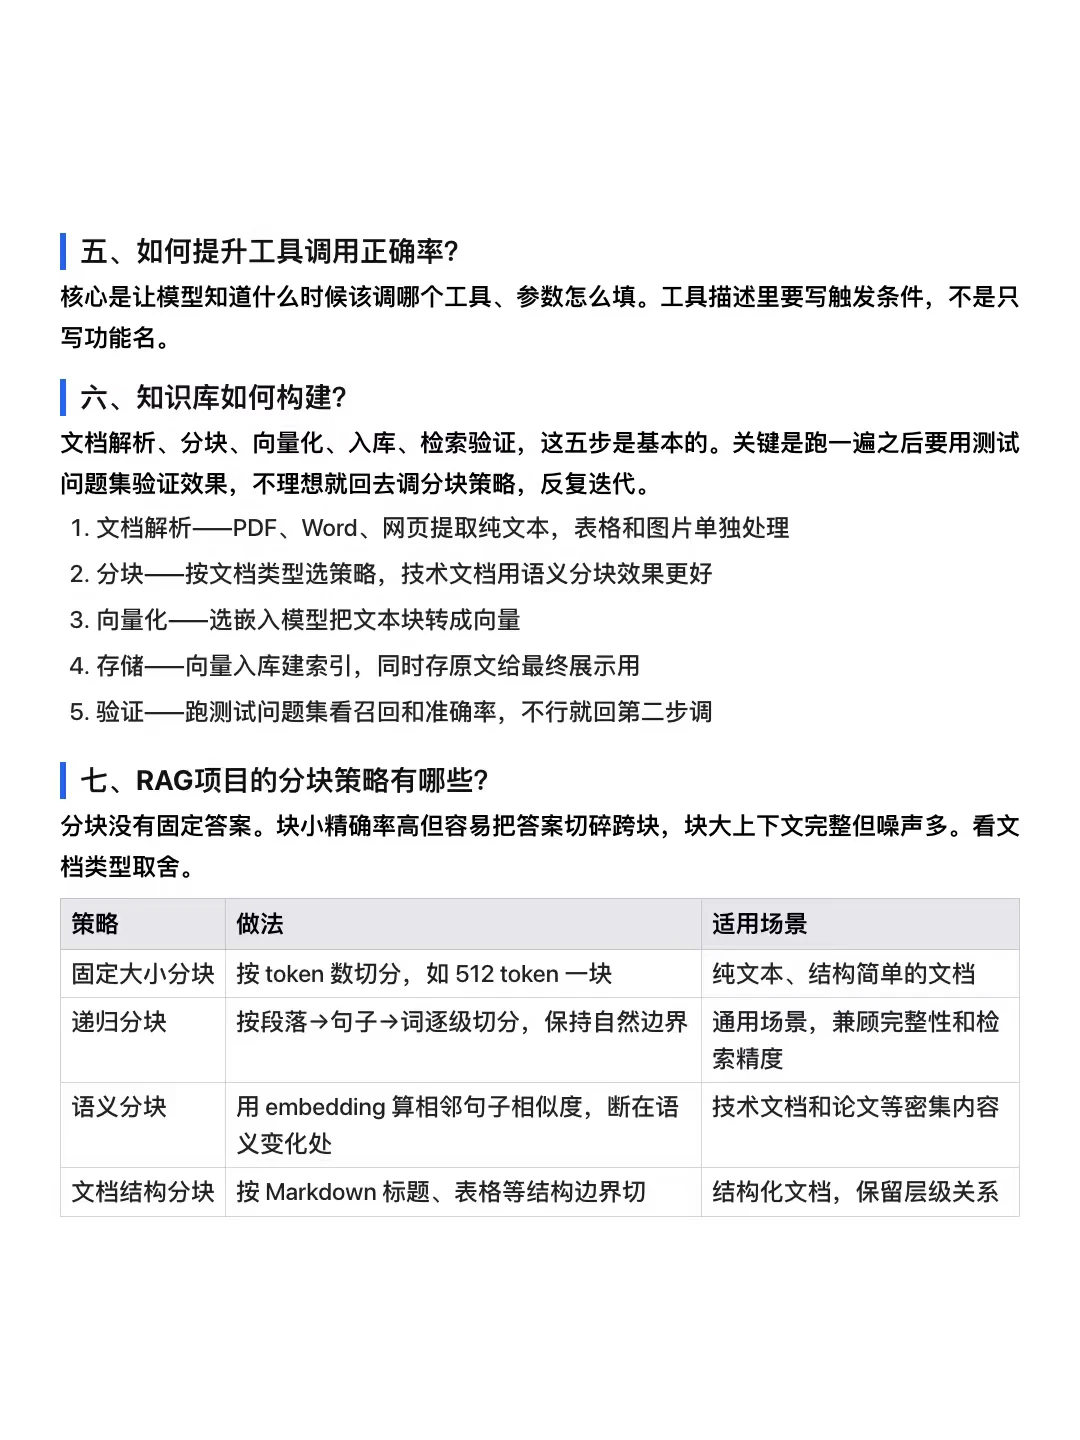 五、如何提升工具调用正确率?
核心是让模型知道什么时候该调哪个工具、参数怎么填。工具描述里要写触发条件，不是只
写功能名。
六、知识库如何构建?
文档解析、分块、向量化、入库、检索验证，这五步是基本的。关键是跑一遍之后要用测试
问题集验证效果，不理想就回去调分块策略，反复迭代。
1. 文档解析——PDF、Word、网页提取纯文本，表格和图片单独处理
2. 分块——按文档类型选策略，技术文档用语义分块效果更好
3. 向量化——选嵌入模型把文本块转成向量
4. 存储——向量入库建索引，同时存原文给最终展示用
5. 验证——跑测试问题集看召回和准确率，不行就回第二步调
七、RAG项目的分块策略有哪些?
分块没有固定答案。块小精确率高但容易把答案切碎跨块，块大上下文完整但噪声多。看文
档类型取舍。
策略 做法 适用场景
固定大小分块 按 token 数切分，如 512 token 一块 纯文本、结构简单的文档
递归分块 按段落→句子→词逐级切分，保持自然边界 通用场景，兼顾完整性和检
索精度
语义分块 用 embedding 算相邻句子相似度，断在语 技术文档和论文等密集内容
义变化处
文档结构分块 按 Markdown 标题、表格等结构边界切 结构化文档，保留层级关系